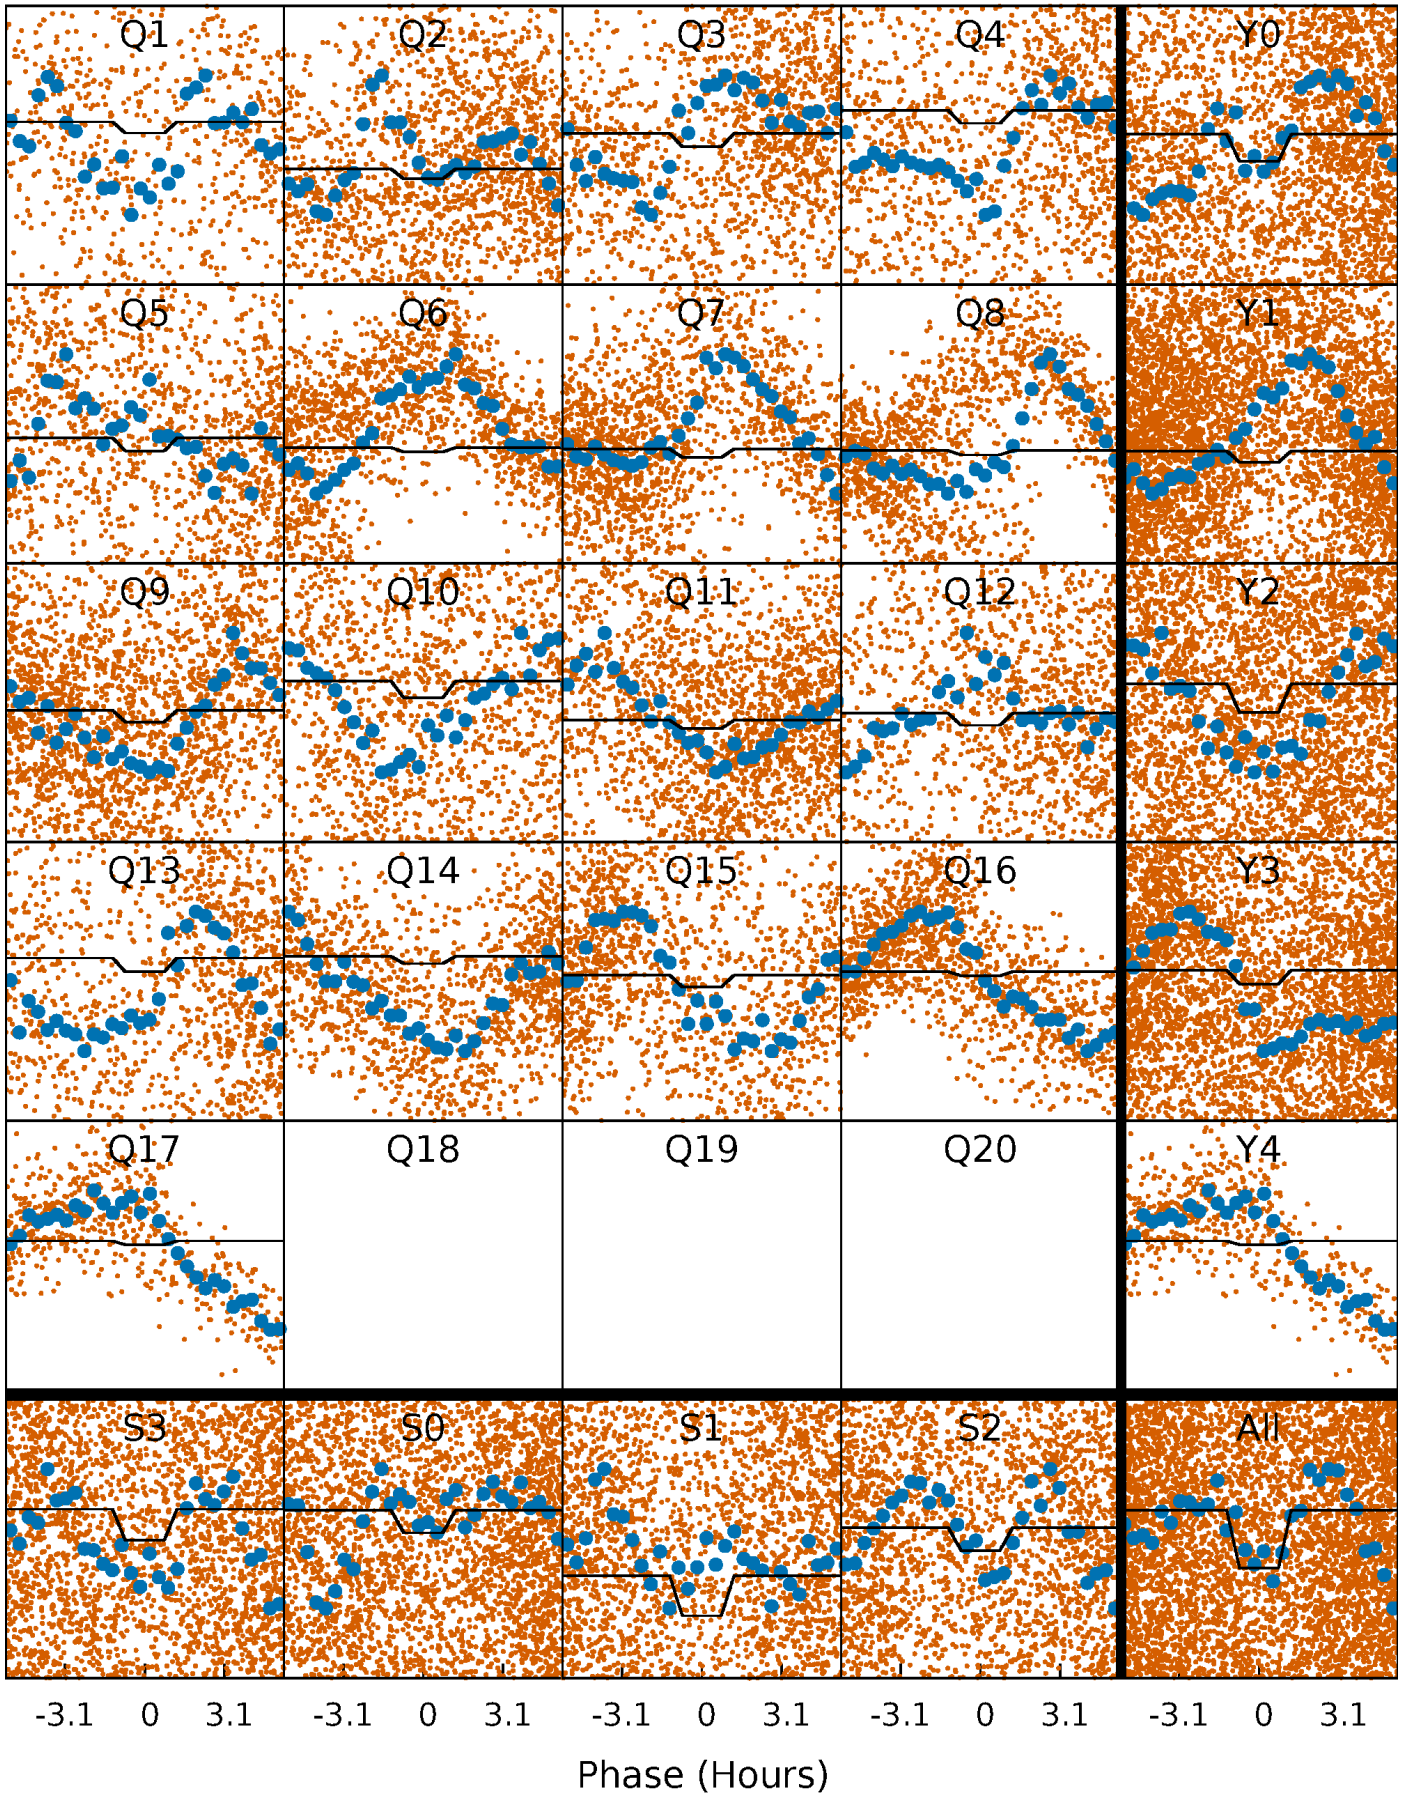 Q1 Q2 Q3 Q4 Y0
Q5 Q6 Q7 Q8 Y1
Q9 Q10 Q11 Q12 Y2
Q13 Q14 Q15 Q16 Y3
Q17 Q18 Q19 Q20 Y4
S3 S0 S1 S2 All
-3.1 0 3.1 -3.1 0 3.1 -3.1 0 3.1 -3.1 0 3.1 -3.1 0 3.1
Phase (Hours)